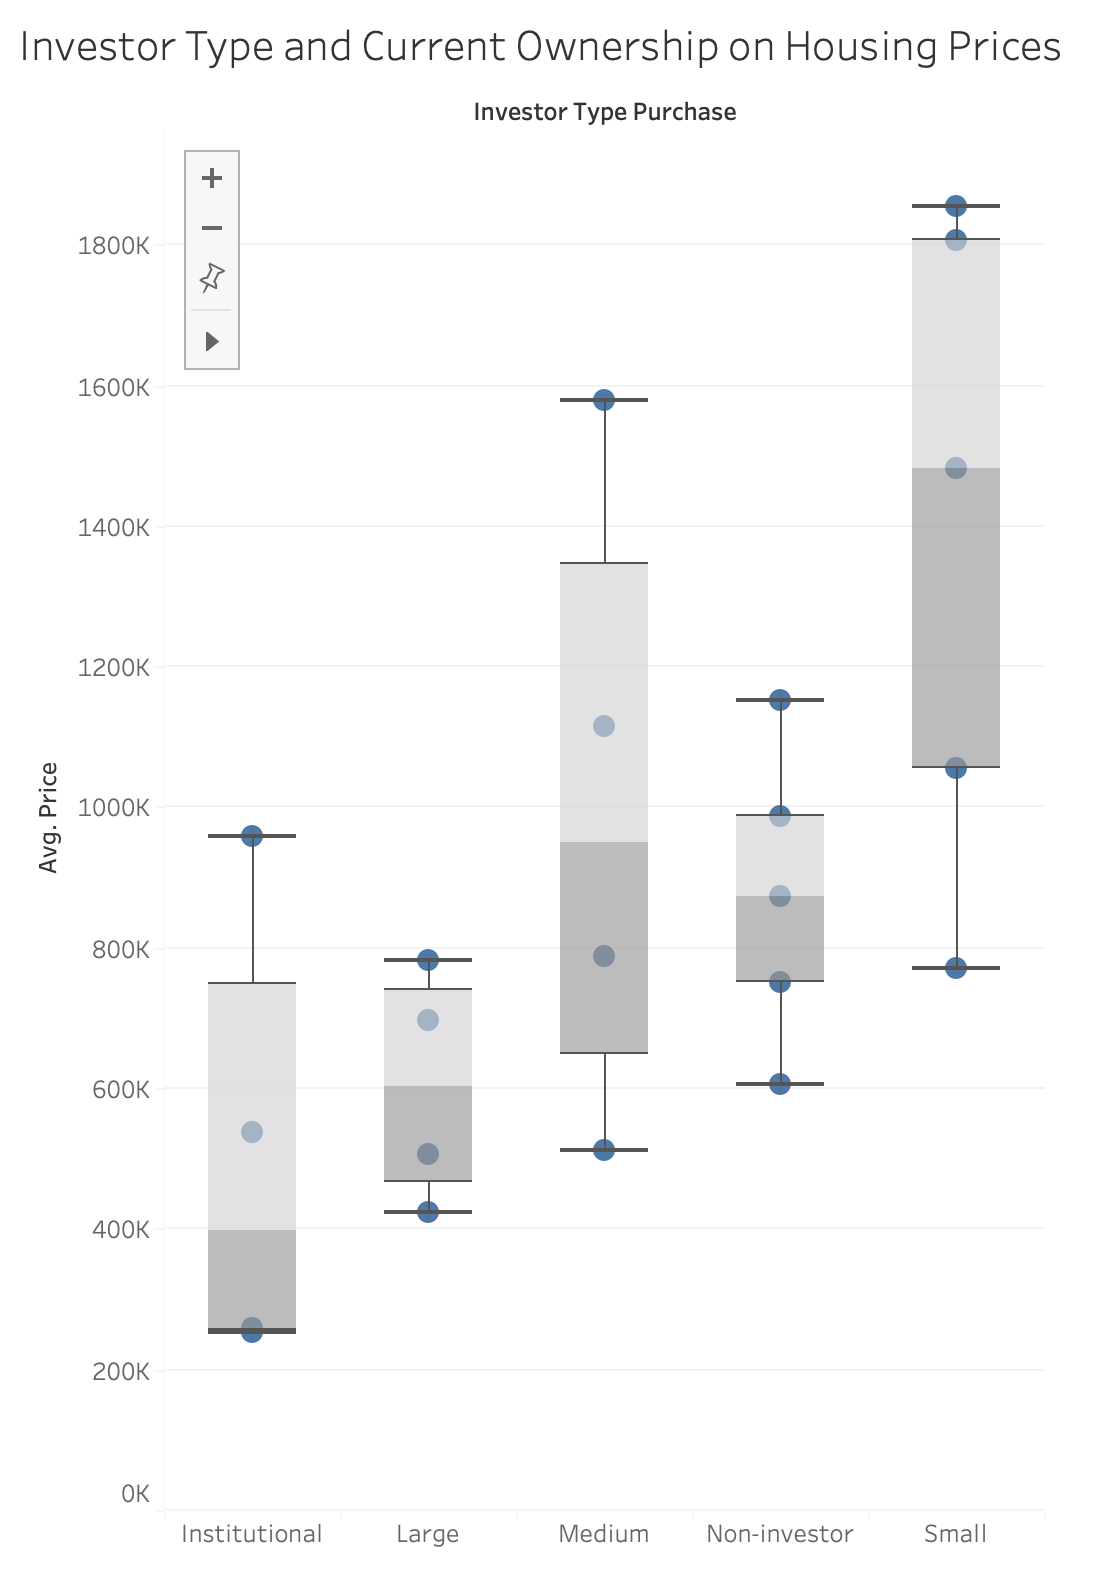 Investor Type and Current Ownership on Housing Prices
Investor Type Purchase
1800K
1600K
1400K
1200K
1000K
800K
600K
400K
200K
0K
Avg. Price
Institutional Large Medium Non-investor Small